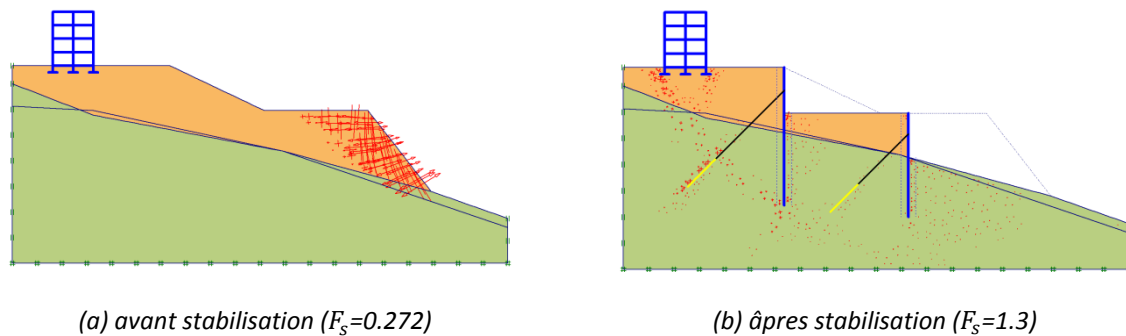 (a) avant stabilisation (Fₛ=0.272)
(b) âpres stabilisation (Fₛ=1.3)